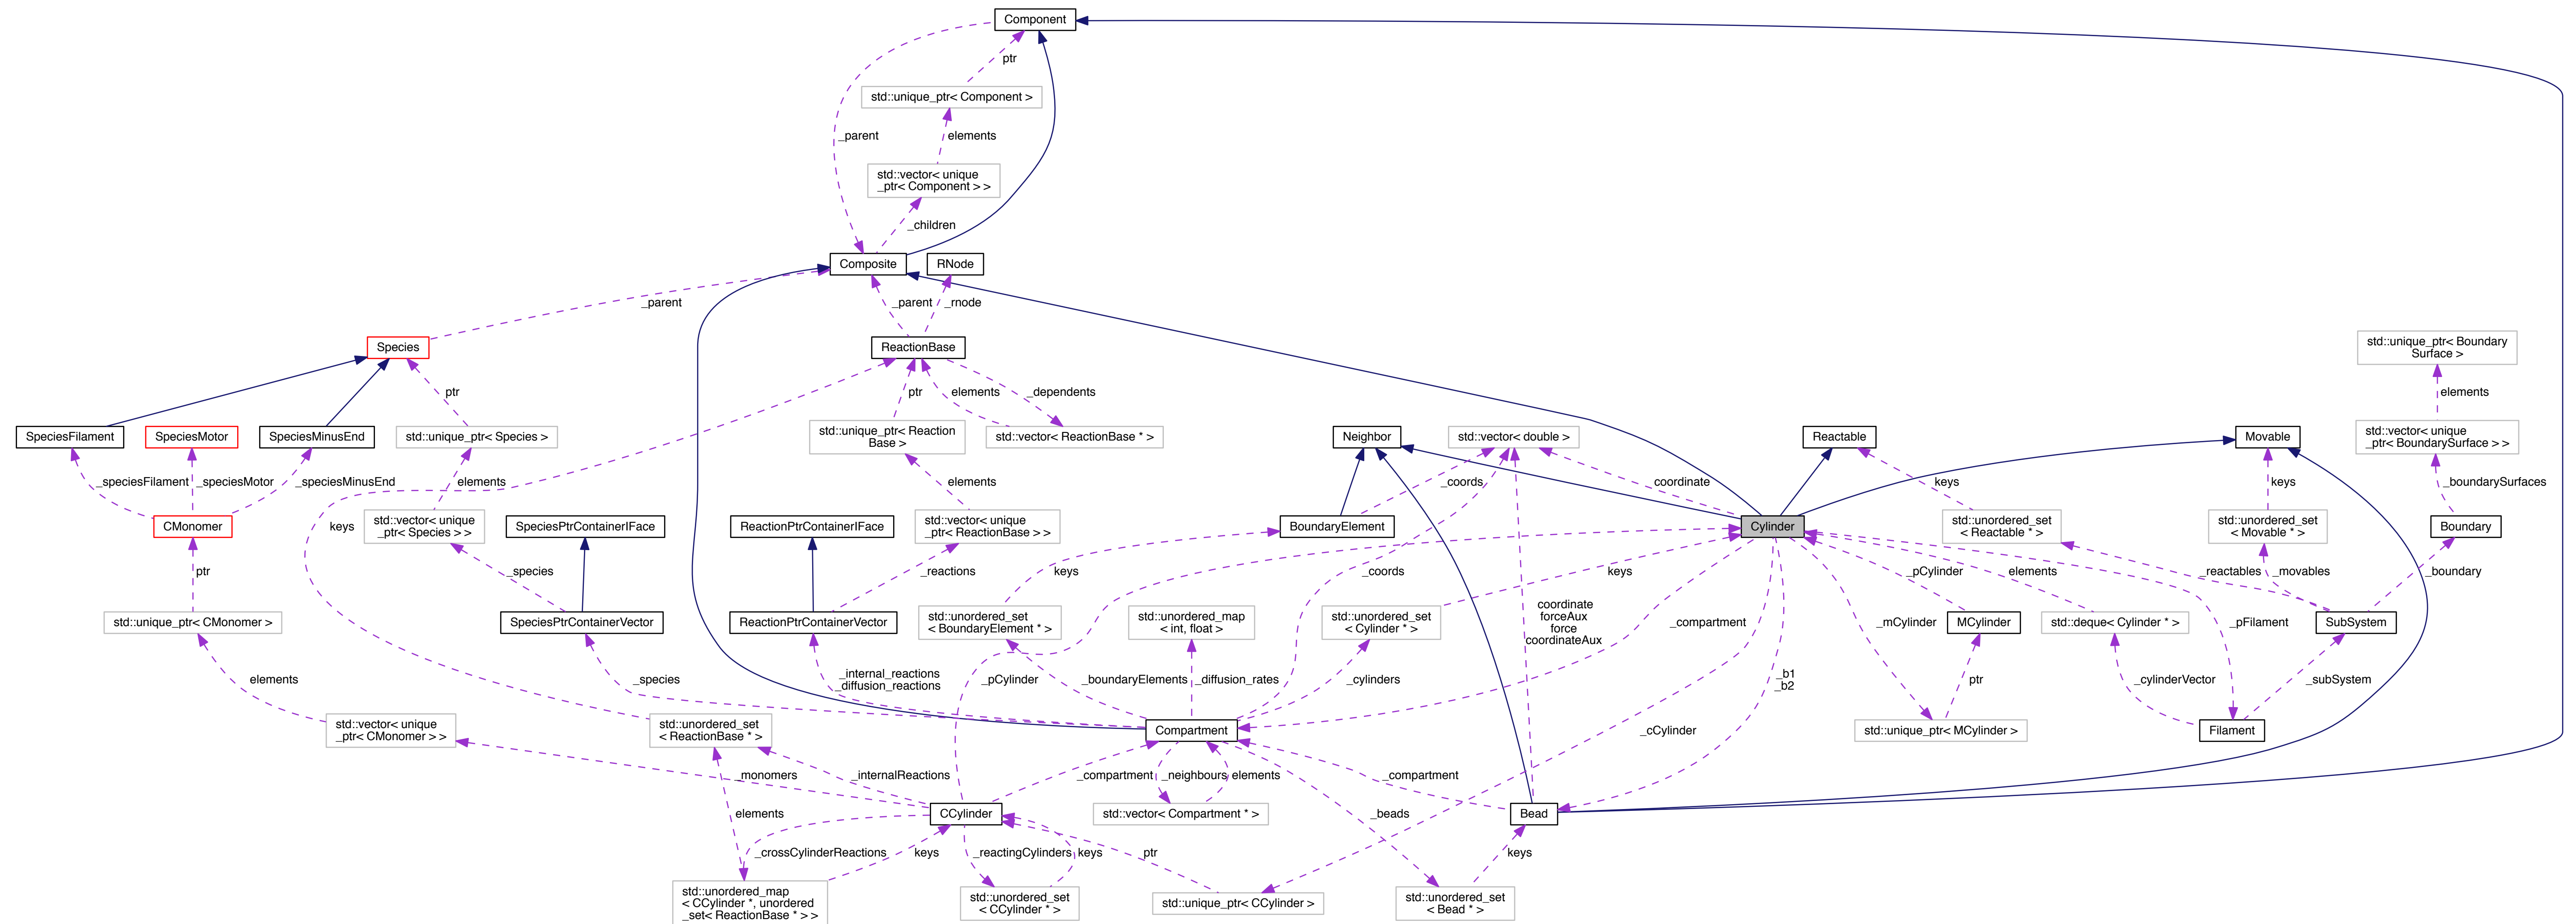 Component
ptr
std::unique_ptr< Component >
_parent
elements
std::vector< unique
_ptr< Component > >
_children
Composite
RNode
_parent
_parent
_rnode
Species
ReactionBase
std::unique_ptr< Boundary
Surface >
ptr
ptr
elements
_dependents
elements
SpeciesFilament
SpeciesMotor
SpeciesMinusEnd
std::unique_ptr< Species >
std::unique_ptr< Reaction
Base >
std::vector< ReactionBase * >
Neighbor
std::vector< double >
Reactable
Movable
std::vector< unique
_ptr< BoundarySurface > >
_speciesFilament
_speciesMotor
_speciesMinusEnd
elements
elements
_coords
coordinate
keys
keys
_boundarySurfaces
keys
CMonomer
std::vector< unique
_ptr< Species > >
SpeciesPtrContainerIFace
ReactionPtrContainerIFace
std::vector< unique
_ptr< ReactionBase > >
BoundaryElement
Cylinder
std::unordered_set
< Reactable * >
std::unordered_set
< Movable * >
Boundary
ptr
_species
_reactions
keys
_coords
keys
_pCylinder
elements
_reactables
_movables
_boundary
std::unique_ptr< CMonomer >
SpeciesPtrContainerVector
ReactionPtrContainerVector
std::unordered_set
< BoundaryElement * >
std::unordered_map
< int, float >
std::unordered_set
< Cylinder * >
coordinate
forceAux
force
coordinateAux
_compartment
_mCylinder
MCylinder
std::deque< Cylinder * >
_pFilament
SubSystem
elements
_species
_internal_reactions
_diffusion_reactions
_pCylinder
_boundaryElements
_diffusion_rates
_cylinders
_b1
_b2
ptr
_cylinderVector
_subSystem
std::vector< unique
_ptr< CMonomer > >
std::unordered_set
< ReactionBase * >
Compartment
_cCylinder
std::unique_ptr< MCylinder >
Filament
_monomers
_internalReactions
_compartment
_neighbours
elements
_compartment
elements
CCylinder
std::vector< Compartment * >
_beads
Bead
_crossCylinderReactions
keys
_reactingCylinders
keys
ptr
keys
std::unordered_map
< CCylinder *, unordered
_set< ReactionBase * > >
std::unordered_set
< CCylinder * >
std::unique_ptr< CCylinder >
std::unordered_set
< Bead * >